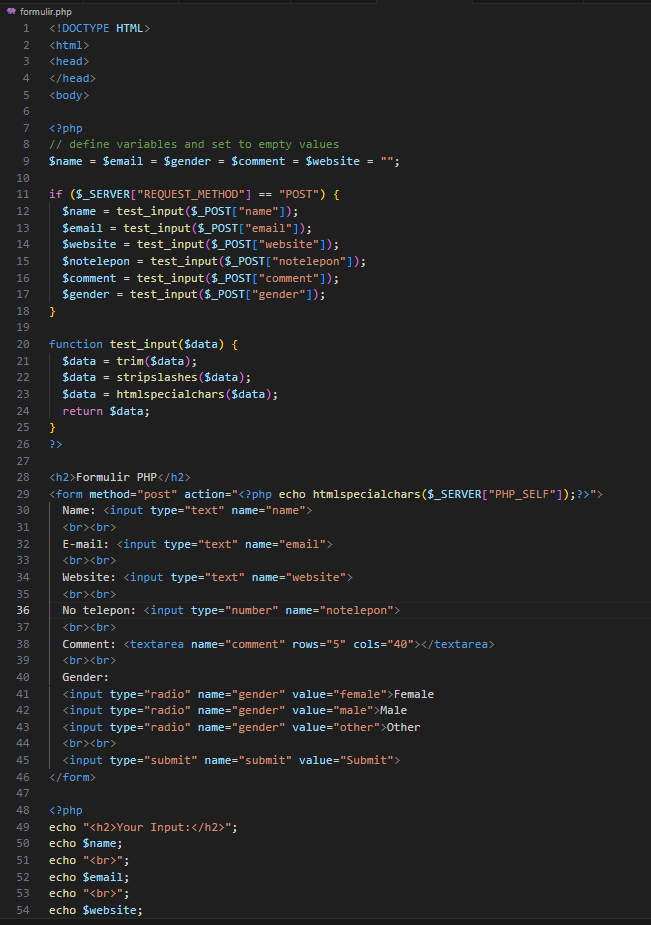 formulir.php
1 <!DOCTYPE HTML>
2 <html>
3 <head>
4 </head>
5 <body>
6
7 <?php
8 // define variables and set to empty values
9 $name = $email = $gender = $comment = $website = "";
10
11 if ($_SERVER["REQUEST_METHOD"] == "POST") {
12   $name = test_input($_POST["name"]);
13   $email = test_input($_POST["email"]);
14   $website = test_input($_POST["website"]);
15   $notelepon = test_input($_POST["notelepon"]);
16   $comment = test_input($_POST["comment"]);
17   $gender = test_input($_POST["gender"]);
18 }
19
20 function test_input($data) {
21   $data = trim($data);
22   $data = stripslashes($data);
23   $data = htmlspecialchars($data);
24   return $data;
25 }
26 ?>
27
28 <h2>Formulir PHP</h2>
29 <form method="post" action="<?php echo htmlspecialchars($_SERVER["PHP_SELF"]);?>">
30   Name: <input type="text" name="name">
31   <br><br>
32   E-mail: <input type="text" name="email">
33   <br><br>
34   Website: <input type="text" name="website">
35   <br><br>
36   No telepon: <input type="number" name="notelepon">
37   <br><br>
38   Comment: <textarea name="comment" rows="5" cols="40"></textarea>
39   <br><br>
40   Gender:
41   <input type="radio" name="gender" value="female">Female
42   <input type="radio" name="gender" value="male">Male
43   <input type="radio" name="gender" value="other">Other
44   <br><br>
45   <input type="submit" name="submit" value="Submit">
46 </form>
47
48 <?php
49 echo "<h2>Your Input:</h2>";
50 echo $name;
51 echo "<br>";
52 echo $email;
53 echo "<br>";
54 echo $website;